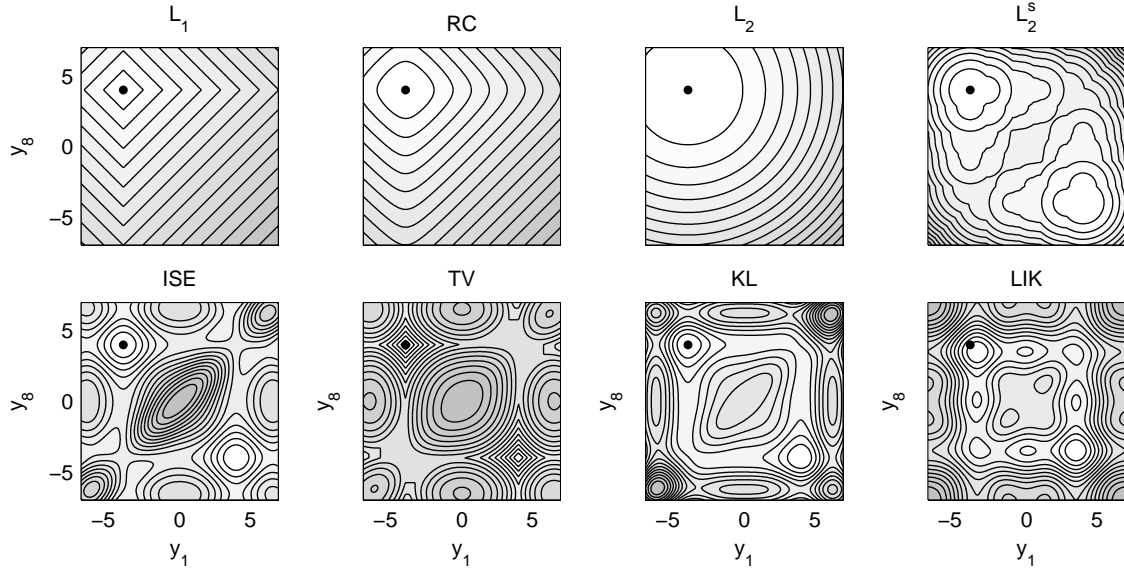 L₁ RC L₂ L₂ˢ
y₈ 5
0
−5
ISE TV KL LIK
y₈ 5 y₈ y₈ y₈
0
−5
−5 0 5 −5 0 5 −5 0 5 −5 0 5
y₁ y₁ y₁ y₁